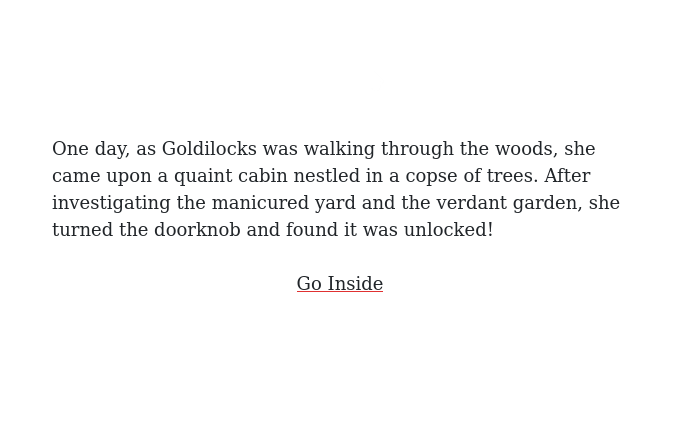 One day, as Goldilocks was walking through the woods, she
came upon a quaint cabin nestled in a copse of trees. After
investigating the manicured yard and the verdant garden, she
turned the doorknob and found it was unlocked!
Go Inside